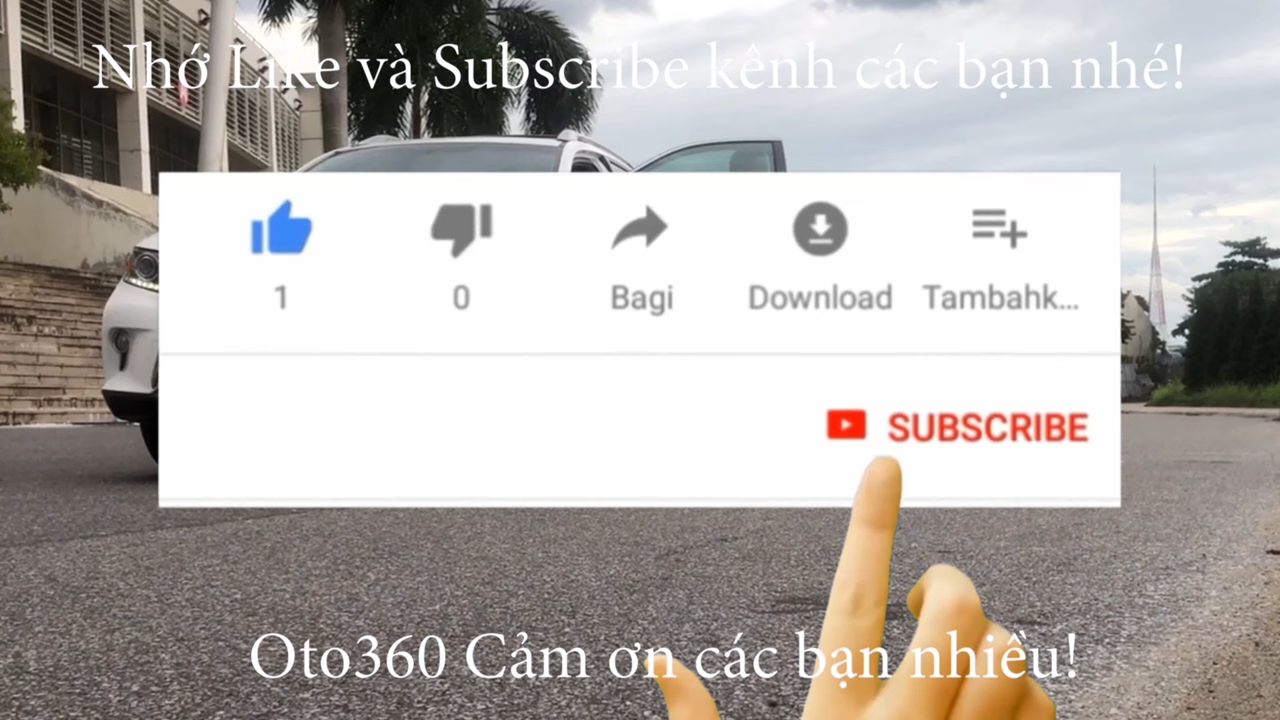 Nhớ Like và Subscribe kênh các bạn nhé!
1 0 Bagi Download Tambahk...
SUBSCRIBE
Oto360 Cảm ơn các bạn nhiều!